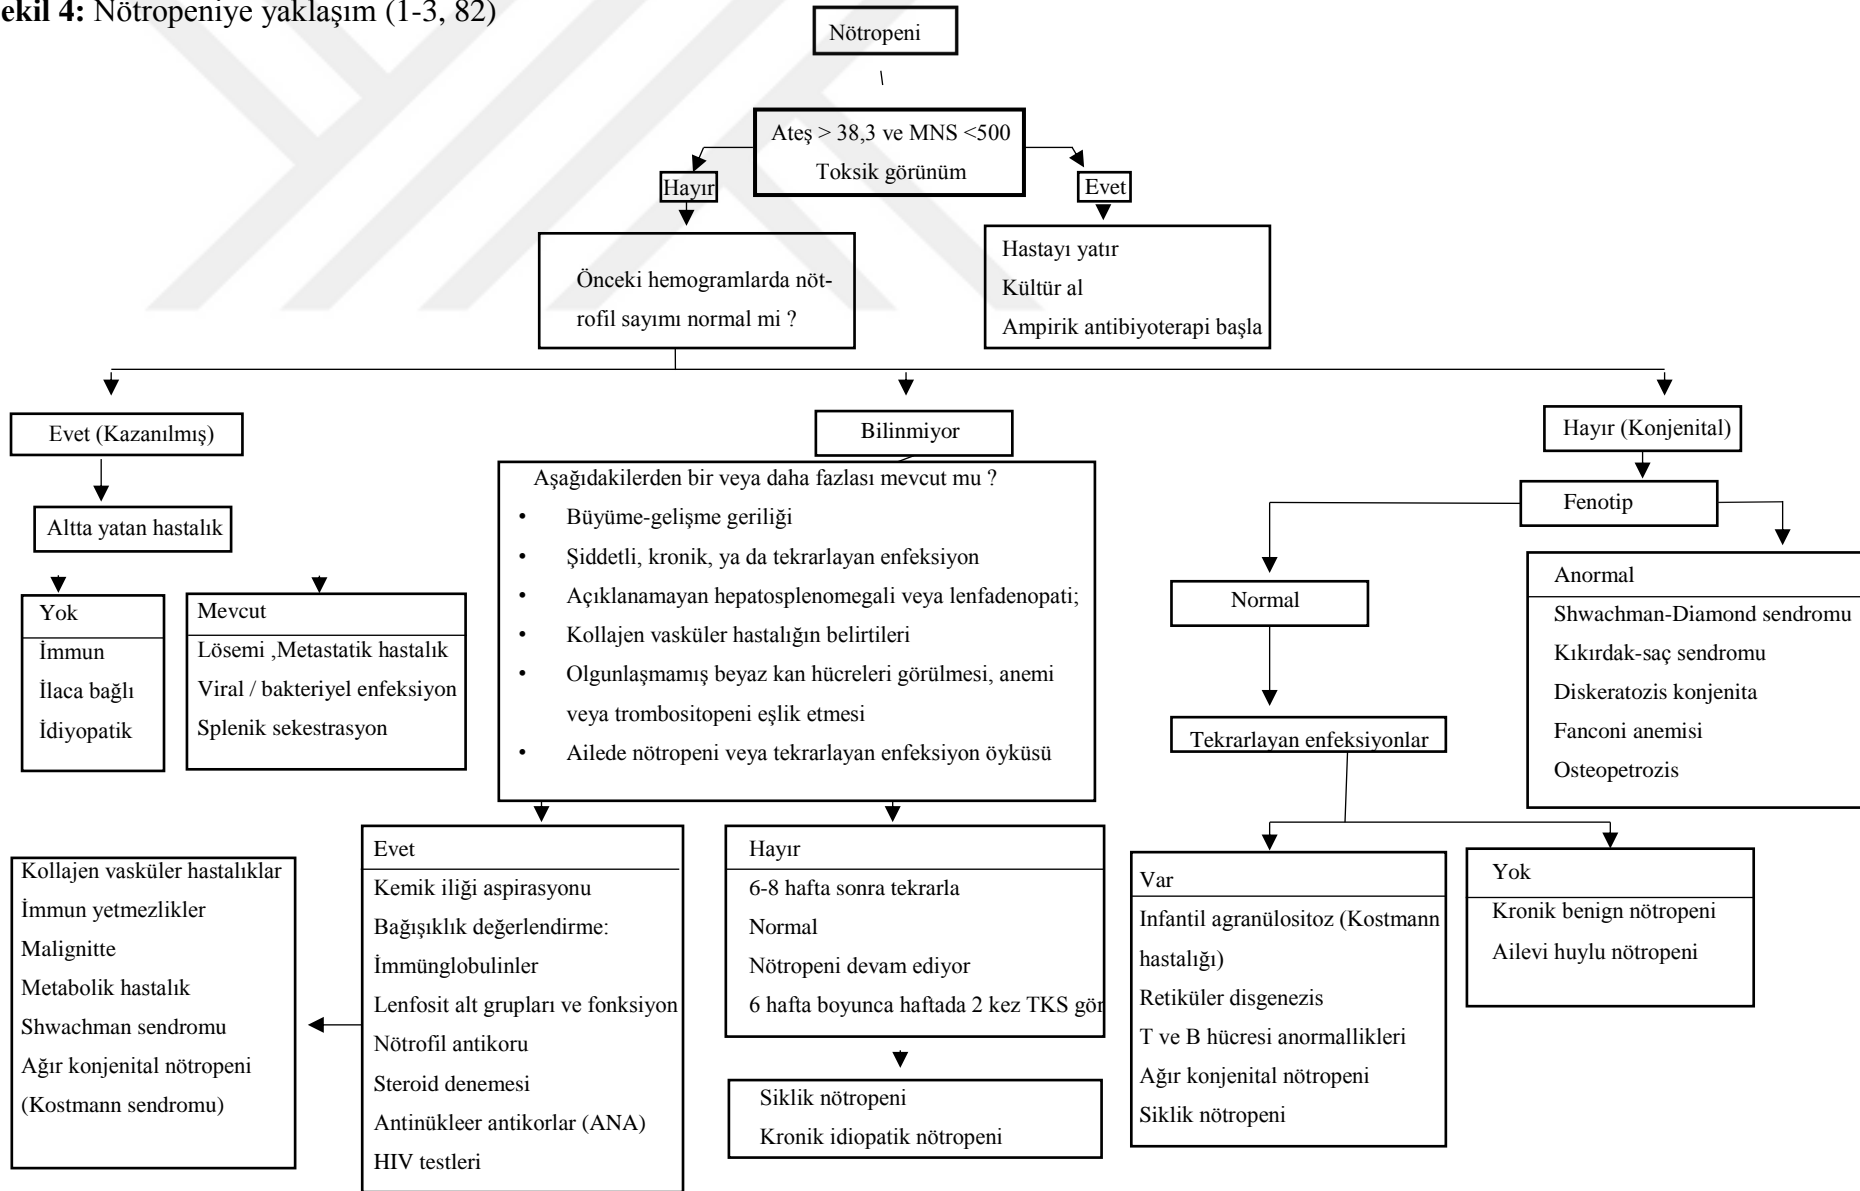 ekil 4: Nötropeniye yaklaşım (1-3, 82)
Nötropeni
Ateş > 38,3 ve MNS <500
Toksik görünüm
Hayır
Evet
Önceki hemogramlarda nöt-
rofil sayımı normal mi ?
Hastayı yatır
Kültür al
Ampirik antibiyoterapi başla
Evet (Kazanılmış)
Bilinmiyor
Hayır (Konjenital)
Altta yatan hastalık
Yok
İmmun
İlaca bağlı
İdiyopatik
Mevcut
Lösemi ,Metastatik hastalık
Viral / bakteriyel enfeksiyon
Splenik sekestrasyon
Aşağıdakilerden bir veya daha fazlası mevcut mu ?
• Büyüme-gelişme geriliği
• Şiddetli, kronik, ya da tekrarlayan enfeksiyon
• Açıklanamayan hepatosplenomegali veya lenfadenopati;
• Kollajen vasküler hastalığın belirtileri
• Olgunlaşmamış beyaz kan hücreleri görülmesi, anemi
veya trombositopeni eşlik etmesi
• Ailede nötropeni veya tekrarlayan enfeksiyon öyküsü
Fenotip
Normal
Tekrarlayan enfeksiyonlar
Anormal
Shwachman-Diamond sendromu
Kıkırdak-saç sendromu
Diskeratozis konjenita
Fanconi anemisi
Osteopetrozis
Kollajen vasküler hastalıklar
İmmun yetmezlikler
Malignitte
Metabolik hastalık
Shwachman sendromu
Ağır konjenital nötropeni
(Kostmann sendromu)
Evet
Kemik iliği aspirasyonu
Bağışıklık değerlendirme:
İmmünglobulinler
Lenfosit alt grupları ve fonksiyon
Nötrofil antikoru
Steroid denemesi
Antinükleer antikorlar (ANA)
HIV testleri
Hayır
6-8 hafta sonra tekrarla
Normal
Nötropeni devam ediyor
6 hafta boyunca haftada 2 kez TKS gör
Siklik nötropeni
Kronik idiopatik nötropeni
Var
Infantil agranülositoz (Kostmann
hastalığı)
Retiküler disgenezis
T ve B hücresi anormallikleri
Ağır konjenital nötropeni
Siklik nötropeni
Yok
Kronik benign nötropeni
Ailevi huylu nötropeni